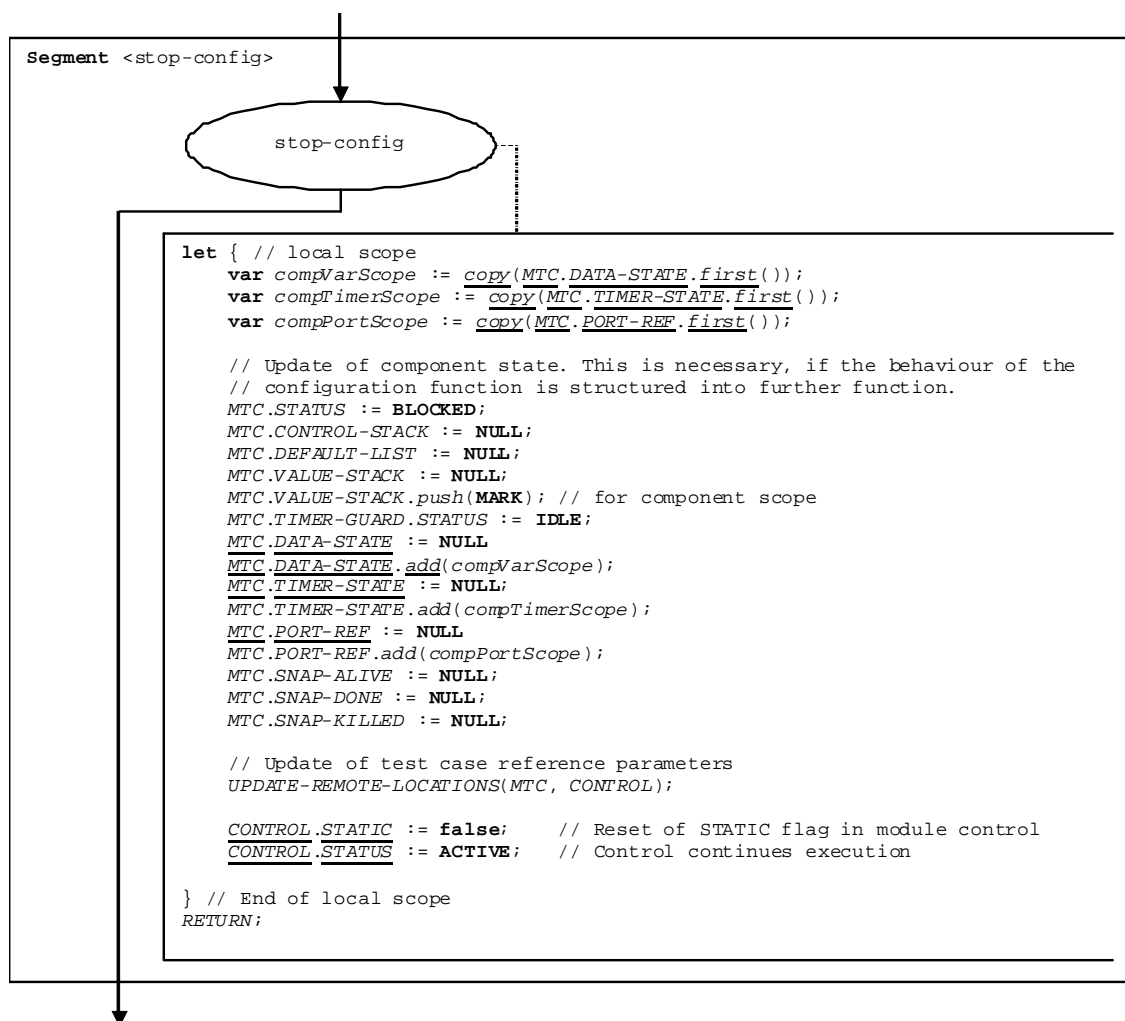 Segment <stop-config>
stop-config
let { // local scope
var compVarScope := copy(MTC.DATA-STATE.first());
var compTimerScope := copy(MTC.TIMER-STATE.first());
var compPortScope := copy(MTC.PORT-REF.first());
// Update of component state. This is necessary, if the behaviour of the
// configuration function is structured into further function.
MTC.STATUS := BLOCKED;
MTC.CONTROL-STACK := NULL;
MTC.DEFAULT-LIST := NULL;
MTC.VALUE-STACK := NULL;
MTC.VALUE-STACK.push(MARK); // for component scope
MTC.TIMER-GUARD.STATUS := IDLE;
MTC.DATA-STATE := NULL
MTC.DATA-STATE.add(compVarScope);
MTC.TIMER-STATE := NULL;
MTC.TIMER-STATE.add(compTimerScope);
MTC.PORT-REF := NULL
MTC.PORT-REF.add(compPortScope);
MTC.SNAP-ALIVE := NULL;
MTC.SNAP-DONE := NULL;
MTC.SNAP-KILLED := NULL;
// Update of test case reference parameters
UPDATE-REMOTE-LOCATIONS(MTC, CONTROL);
CONTROL.STATIC := false; // Reset of STATIC flag in module control
CONTROL.STATUS := ACTIVE; // Control continues execution
} // End of local scope
RETURN;